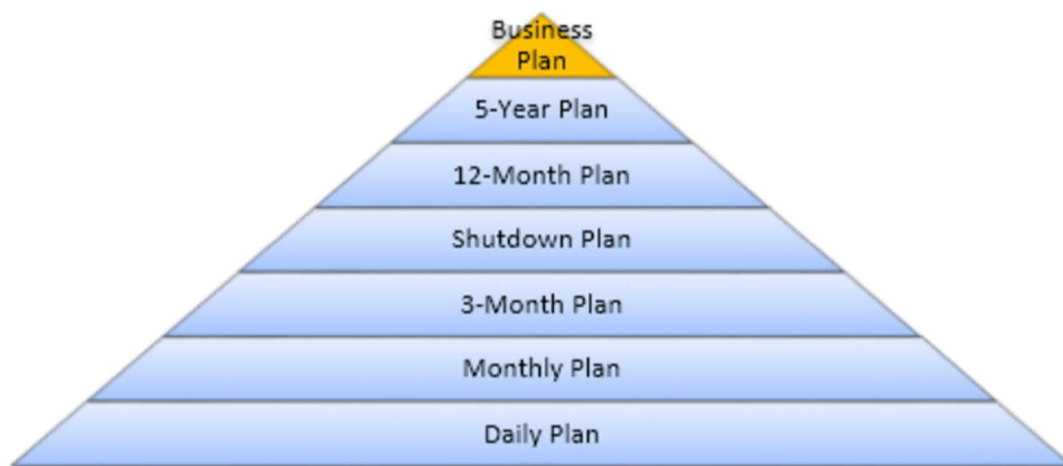 Business
Plan
5-Year Plan
12-Month Plan
Shutdown Plan
3-Month Plan
Monthly Plan
Daily Plan